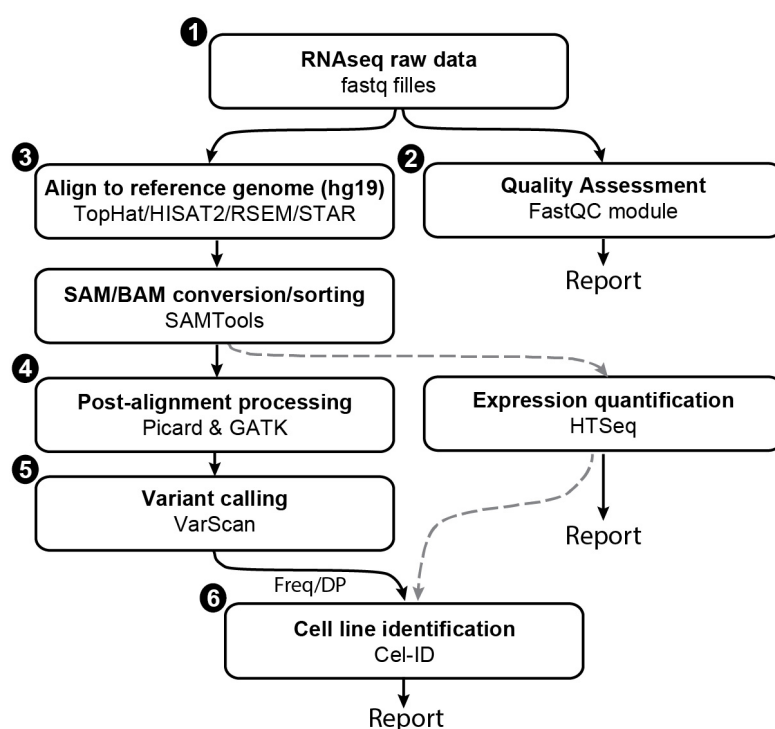 1
RNAseq raw data
fastq filles
3
Align to reference genome (hg19)
TopHat/HISAT2/RSEM/STAR
2
Quality Assessment
FastQC module
Report
SAM/BAM conversion/sorting
SAMTools
4
Post-alignment processing
Picard & GATK
Expression quantification
HTSeq
Report
5
Variant calling
VarScan
Freq/DP
6
Cell line identification
Cel-ID
Report